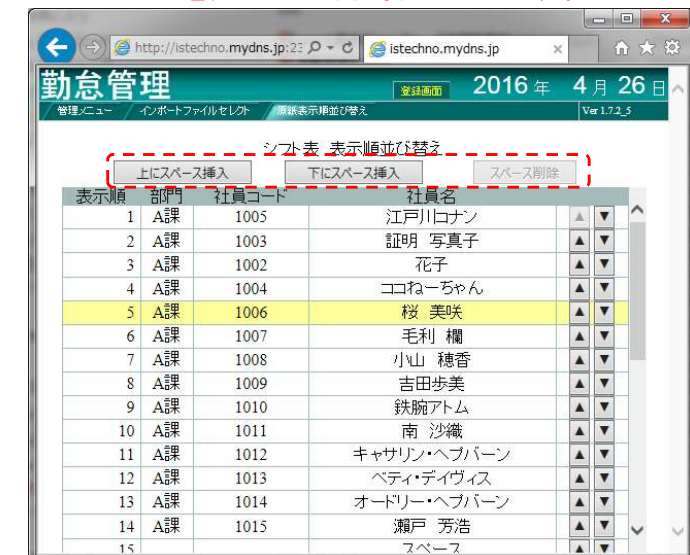 http://istechno.mydns.jp:23
istechno.mydns.jp
勤怠管理 登録画面 2016 年 4 月 26 日
管理メニュー インポートファイルセレクト 原紙表示順並び替え Ver 1.7.2_5
シフト表 表示順並び替え
上にスペース挿入 下にスペース挿入 スペース削除
表示順 部門 社員コード 社員名
1 A課 1005 江戸川コナン ▲ ▼
2 A課 1003 証明 写真子 ▲ ▼
3 A課 1002 花子 ▲ ▼
4 A課 1004 ココねーちゃん ▲ ▼
5 A課 1006 桜 美咲 ▲ ▼
6 A課 1007 毛利 欄 ▲ ▼
7 A課 1008 小山 穂香 ▲ ▼
8 A課 1009 吉田歩美 ▲ ▼
9 A課 1010 鉄腕アトム ▲ ▼
10 A課 1011 南 沙織 ▲ ▼
11 A課 1012 キャサリン・ヘプバーン ▲ ▼
12 A課 1013 ベティ・デイヴィス ▲ ▼
13 A課 1014 オードリー・ヘプバーン ▲ ▼
14 A課 1015 瀬戸 芳浩 ▲ ▼
15 スペース ▲ ▼